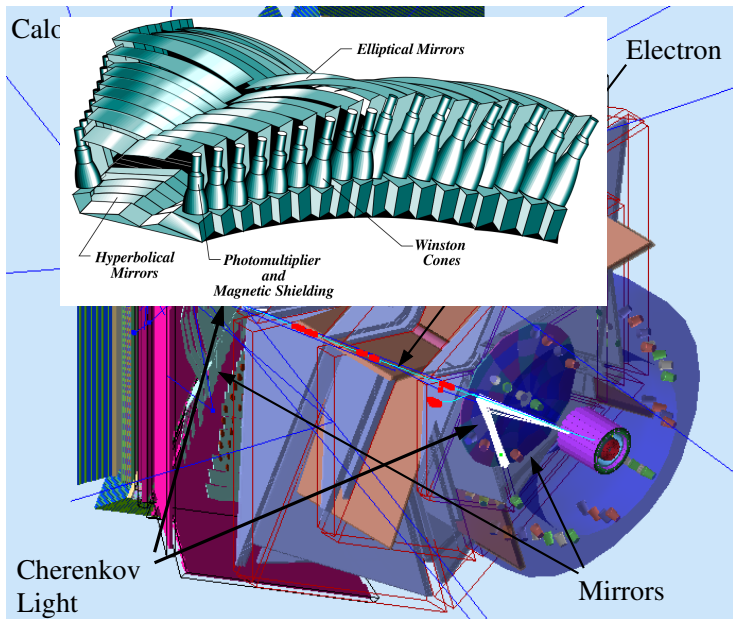 Calo
Elliptical Mirrors
Electron
Hyperbolical
Mirrors
Photomultiplier
and
Magnetic Shielding
Winston
Cones
Cherenkov
Light
Mirrors